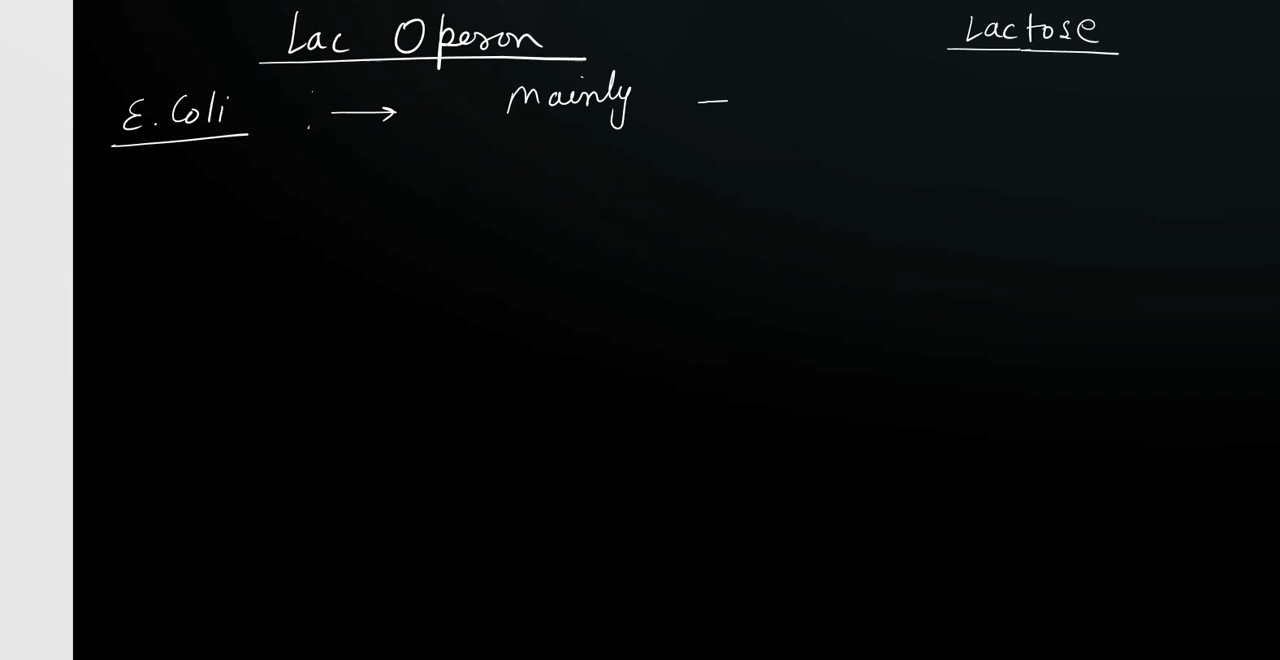 Lac Operon
Lactose
E. Coli : → mainly —